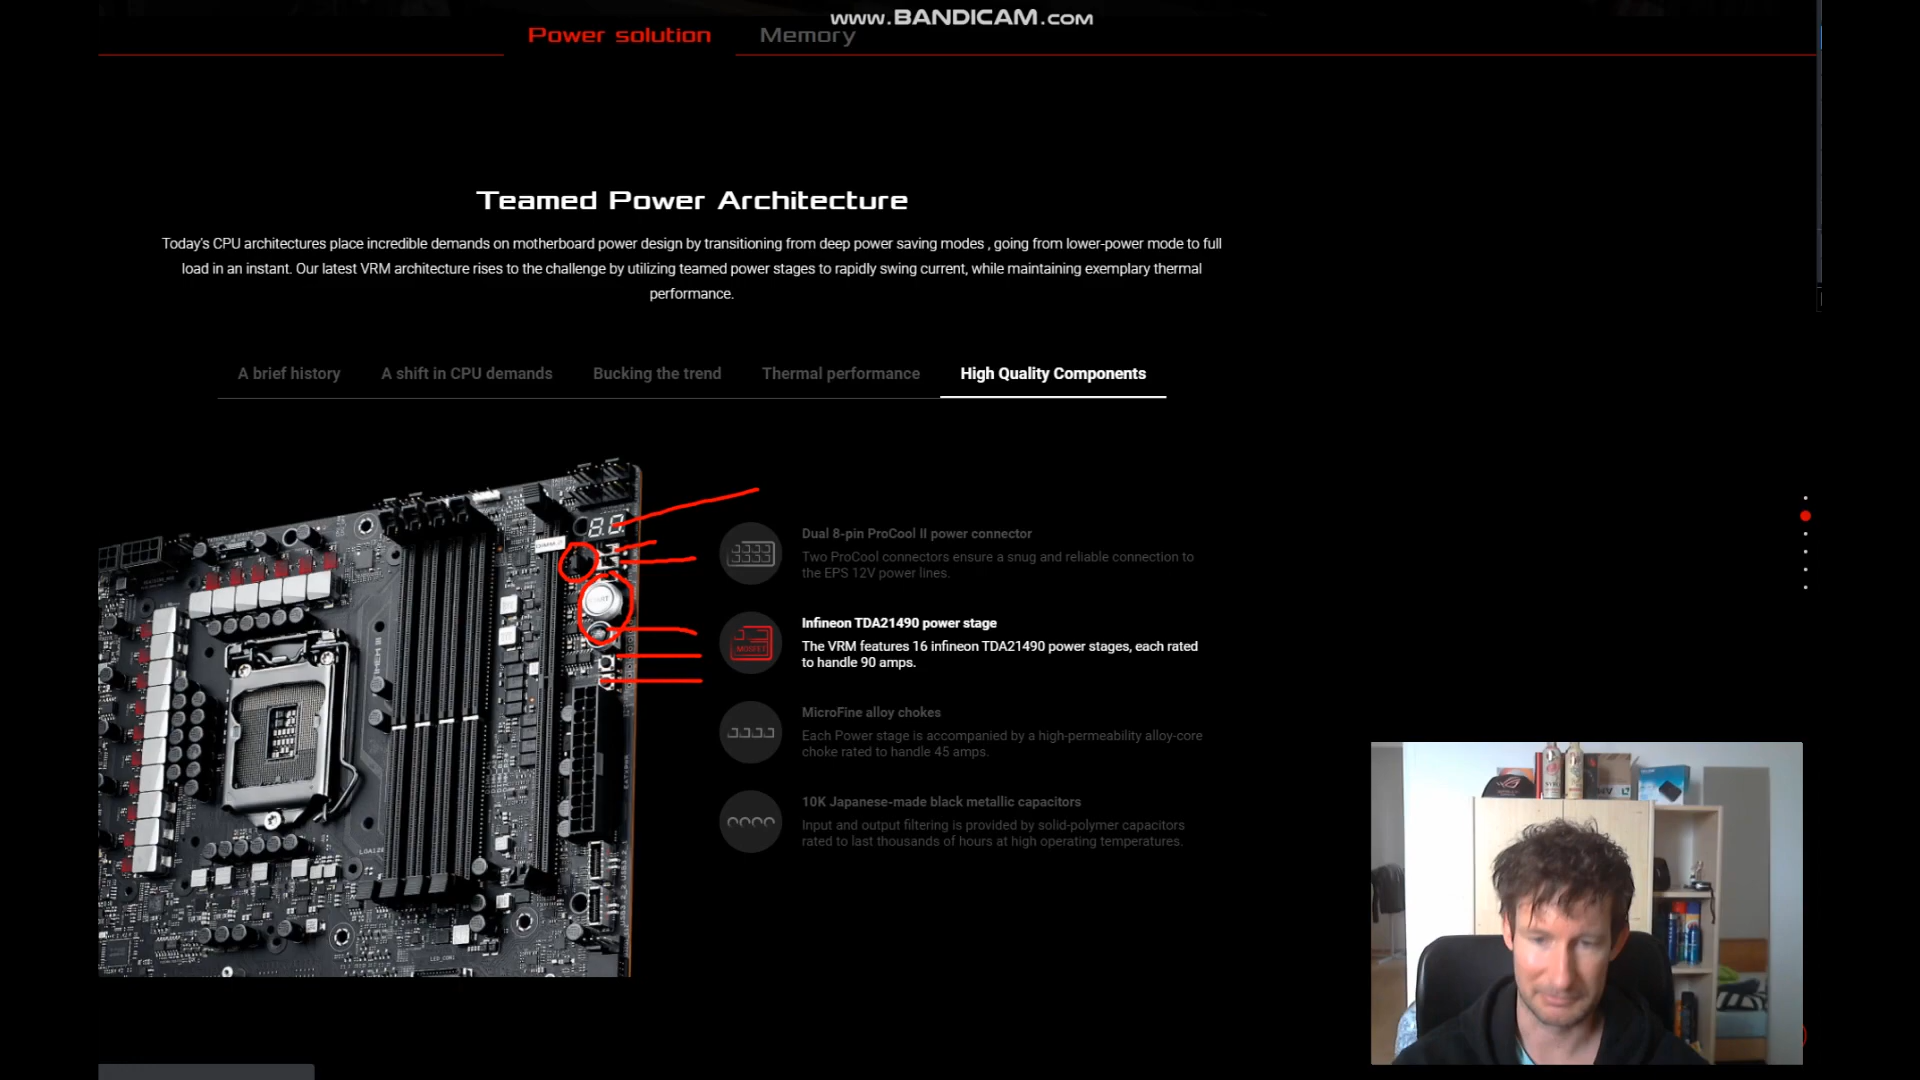 www.BANDICAM.com
Power solution
Memory
Teamed Power Architecture
Today's CPU architectures place incredible demands on motherboard power design by transitioning from deep power saving modes , going from lower-power mode to full
load in an instant. Our latest VRM architecture rises to the challenge by utilizing teamed power stages to rapidly swing current, while maintaining exemplary thermal
performance.
A brief history
A shift in CPU demands
Bucking the trend
Thermal performance
High Quality Components
8.0.
START
Dual 8-pin ProCool II power connector
Two ProCool connectors ensure a snug and reliable connection to
the EPS 12V power lines.
MOSFET
Infineon TDA21490 power stage
The VRM features 16 infineon TDA21490 power stages, each rated
to handle 90 amps.
MicroFine alloy chokes
Each Power stage is accompanied by a high-permeability alloy-core
choke rated to handle 45 amps.
10K Japanese-made black metallic capacitors
Input and output filtering is provided by solid-polymer capacitors
rated to last thousands of hours at high operating temperatures.